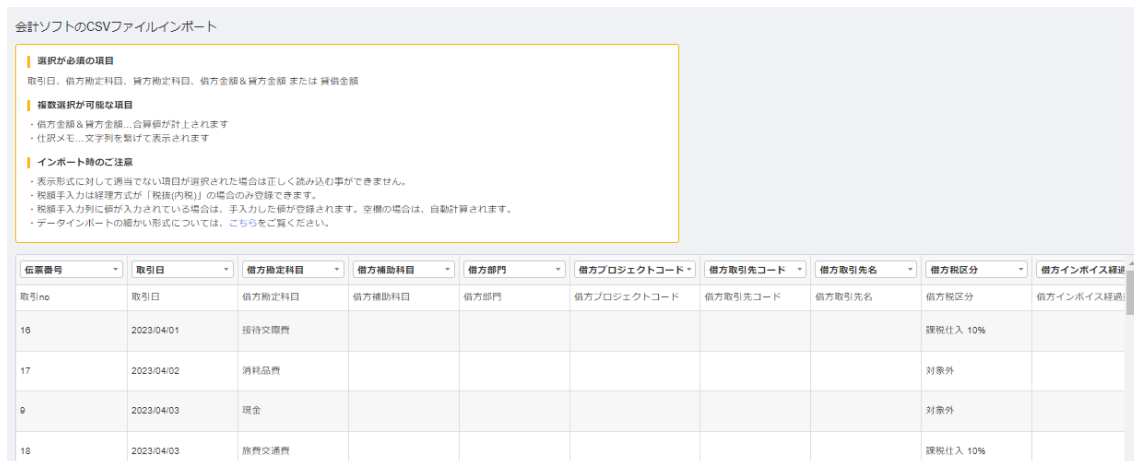 会計ソフトのCSVファイルインポート
選択が必須の項目
取引日、借方勘定科目、貸方勘定科目、借方金額＆貸方金額 または 貸借金額
複数選択が可能な項目
・借方金額＆貸方金額…合算値が計上されます
・仕訳メモ…文字列を繋げて表示されます
インポート時のご注意
・表示形式に対して適当でない項目が選択された場合は正しく読み込む事ができません。
・税額手入力は経理方式が「税抜(内税)」の場合のみ登録できます。
・税額手入力列に値が入力されている場合は、手入力した値が登録されます。空欄の場合は、自動計算されます。
・データインポートの細かい形式については、こちらをご覧ください。
伝票番号 取引日 借方勘定科目 借方補助科目 借方部門 借方プロジェクトコード 借方取引先コード 借方取引先名 借方税区分 借方インボイス経過
取引no 取引日 借方勘定科目 借方補助科目 借方部門 借方プロジェクトコード 借方取引先コード 借方取引先名 借方税区分 借方インボイス経過
16 2023/04/01 接待交際費 課税仕入 10%
17 2023/04/02 消耗品費 対象外
9 2023/04/03 現金 対象外
18 2023/04/03 旅費交通費 課税仕入 10%